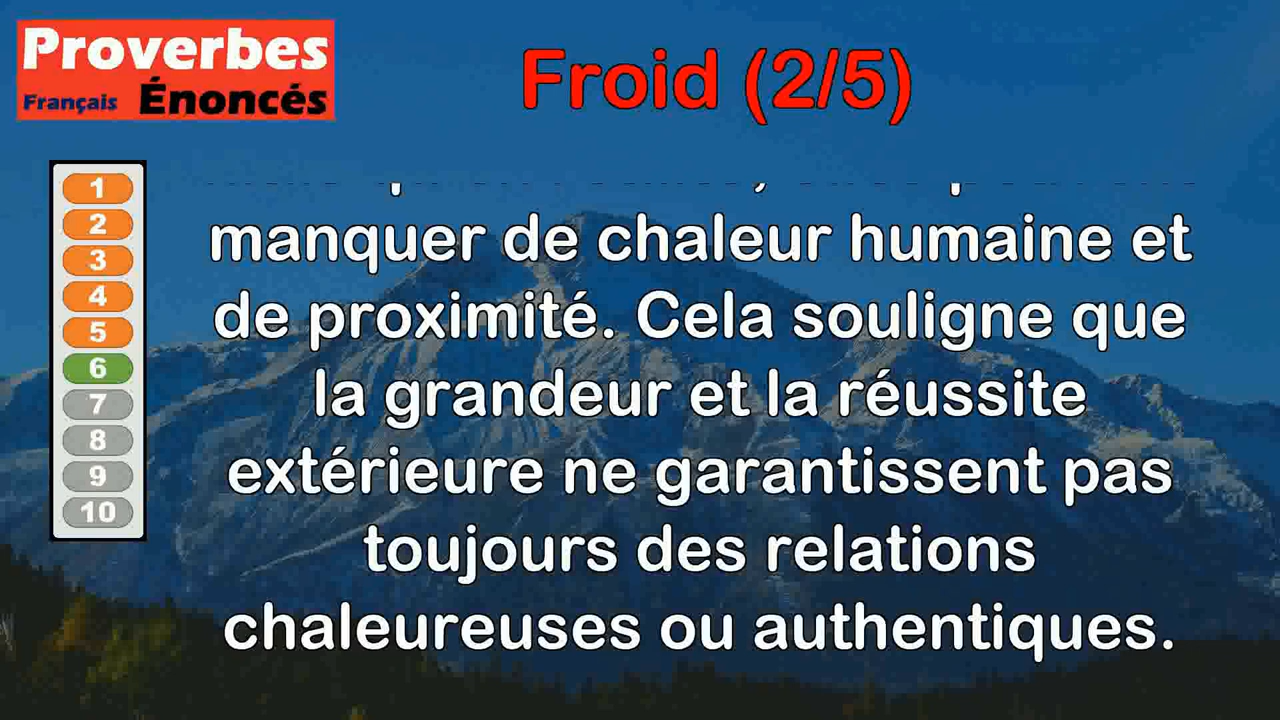 Proverbes
Français Énoncés
Froid (2/5)
1
2
3
4
5
6
7
8
9
10
manquer de chaleur humaine et
de proximité. Cela souligne que
la grandeur et la réussite
extérieure ne garantissent pas
toujours des relations
chaleureuses ou authentiques.